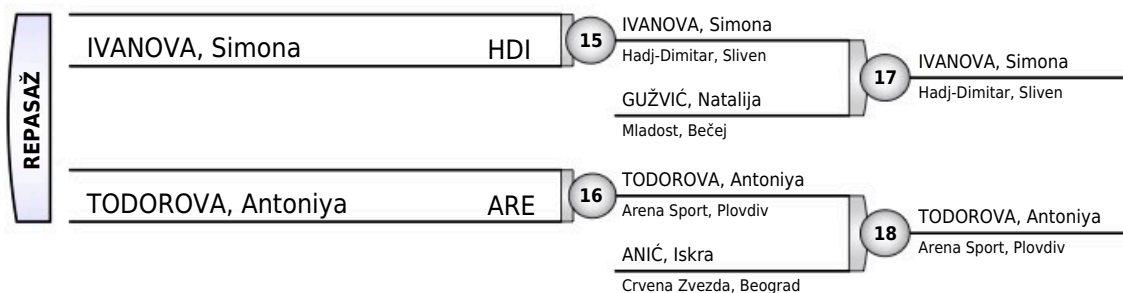 REPASAŽ
IVANOVA, Simona HDI
15
IVANOVA, Simona
Hadj-Dimitar, Sliven
GUŽVIĆ, Natalija
Mladost, Bečej
17
IVANOVA, Simona
Hadj-Dimitar, Sliven
TODOROVA, Antoniya ARE
16
TODOROVA, Antoniya
Arena Sport, Plovdiv
ANIĆ, Iskra
Crvena Zvezda, Beograd
18
TODOROVA, Antoniya
Arena Sport, Plovdiv